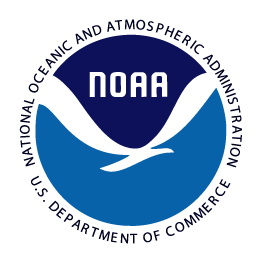 NATIONAL OCEANIC AND ATMOSPHERIC ADMINISTRATION
NOAA
U.S. DEPARTMENT OF COMMERCE